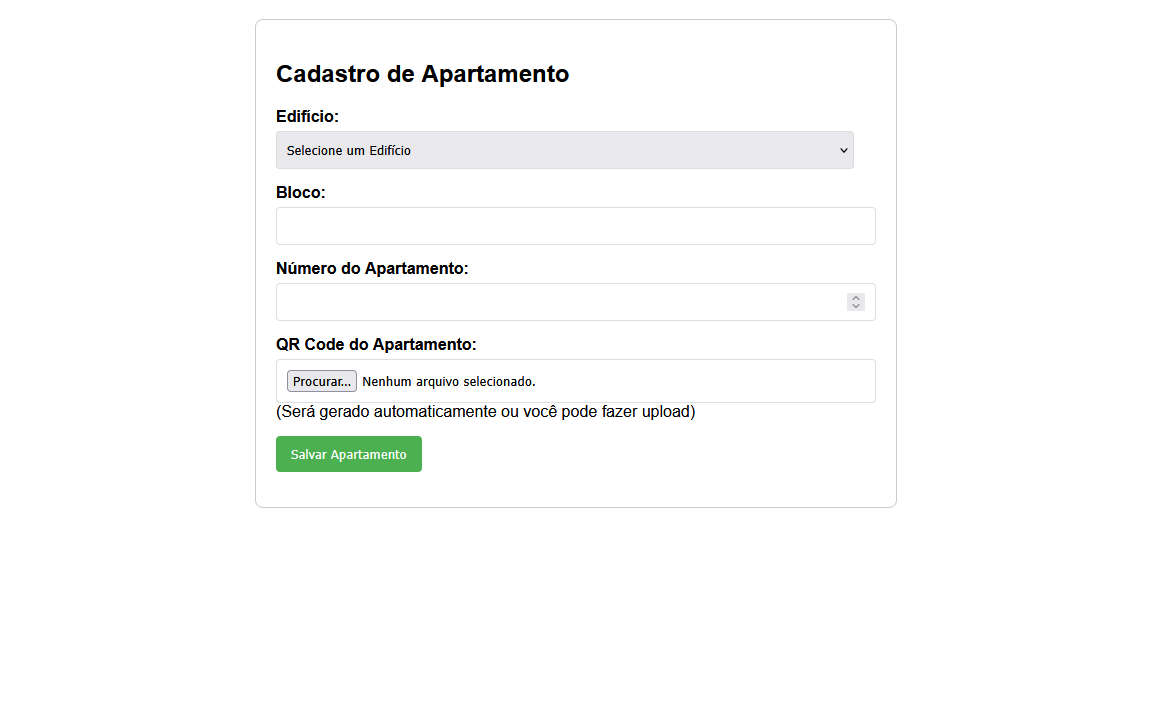 Cadastro de Apartamento
Edifício:
Selecione um Edifício
Bloco:
Número do Apartamento:
QR Code do Apartamento:
Procurar... Nenhum arquivo selecionado.
(Será gerado automaticamente ou você pode fazer upload)
Salvar Apartamento